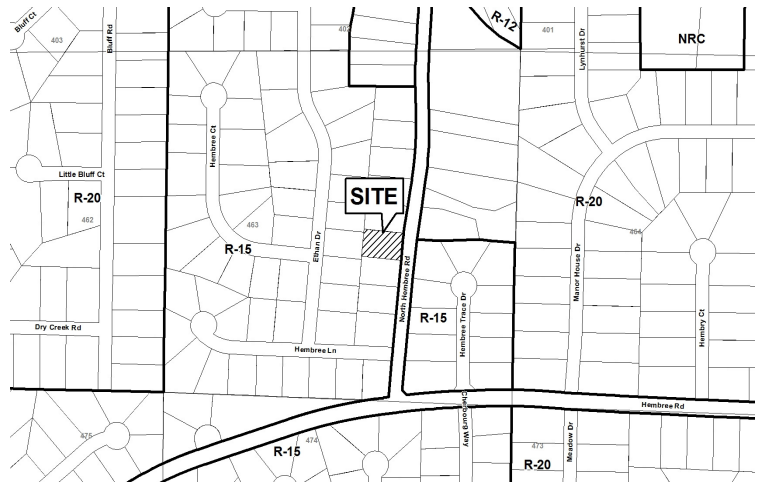 Bluff Ct
403
Bluff Rd
402
R-12
401
Lynhurst Dr
NRC
Hembree Ct
Little Bluff Ct
R-20
462
SITE
463
R-15
Ethan Dr
R-20
464
Manor House Dr
North Hembree Rd
R-15
Hembree Trace Dr
Hembry Ct
Dry Creek Rd
Hembree Ln
Hembree Rd
Cherbourg Way
475
474
R-15
473
R-20
Meadow Dr